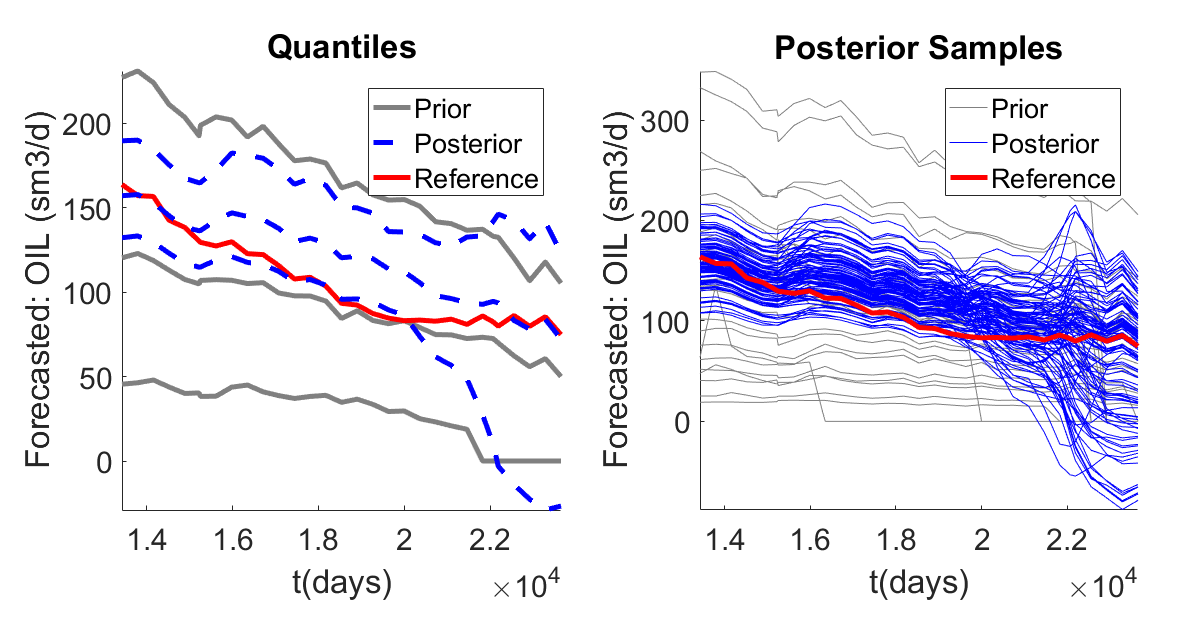 Quantiles
Forecasted: OIL (sm3/d)
200
150
100
50
0
Prior
Posterior
Reference
1.4
1.6
1.8
2
2.2
t(days)
×10^4
Posterior Samples
Forecasted: OIL (sm3/d)
300
200
100
0
Prior
Posterior
Reference
1.4
1.6
1.8
2
2.2
t(days)
×10^4